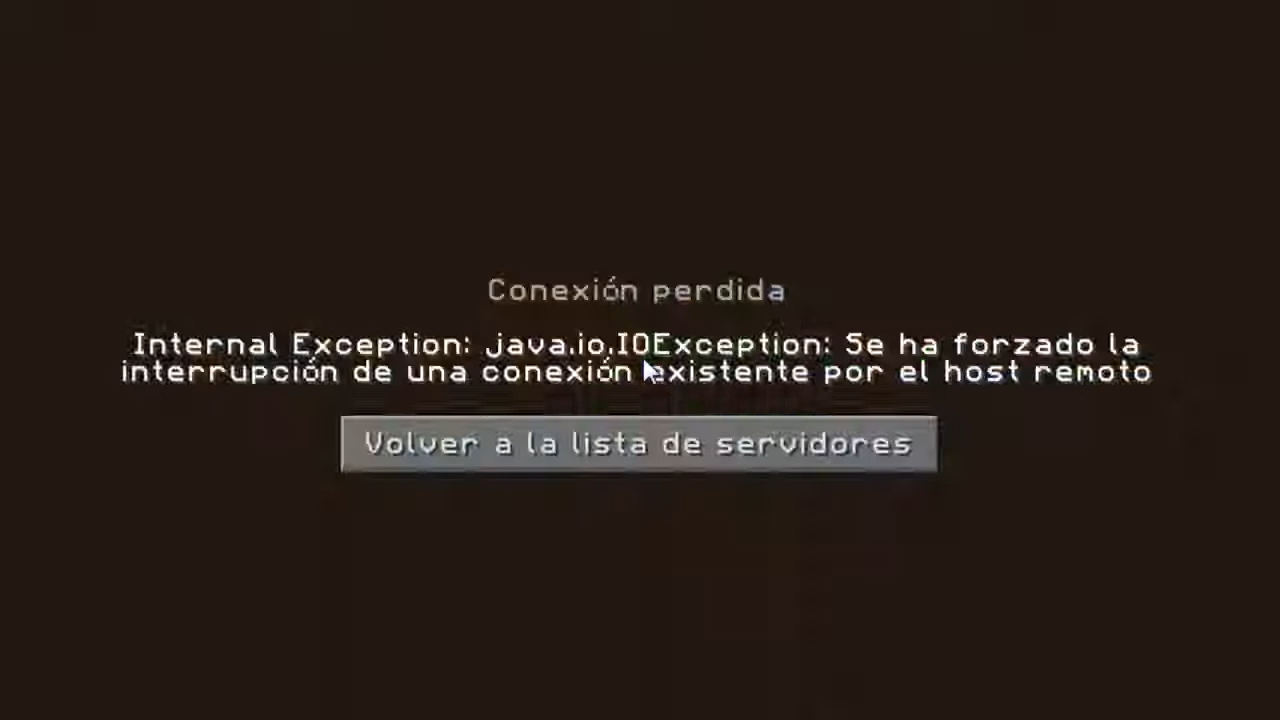 Conexión perdida
Internal Exception: java.io.IOException: Se ha forzado la
interrupción de una conexión existente por el host remoto
Volver a la lista de servidores